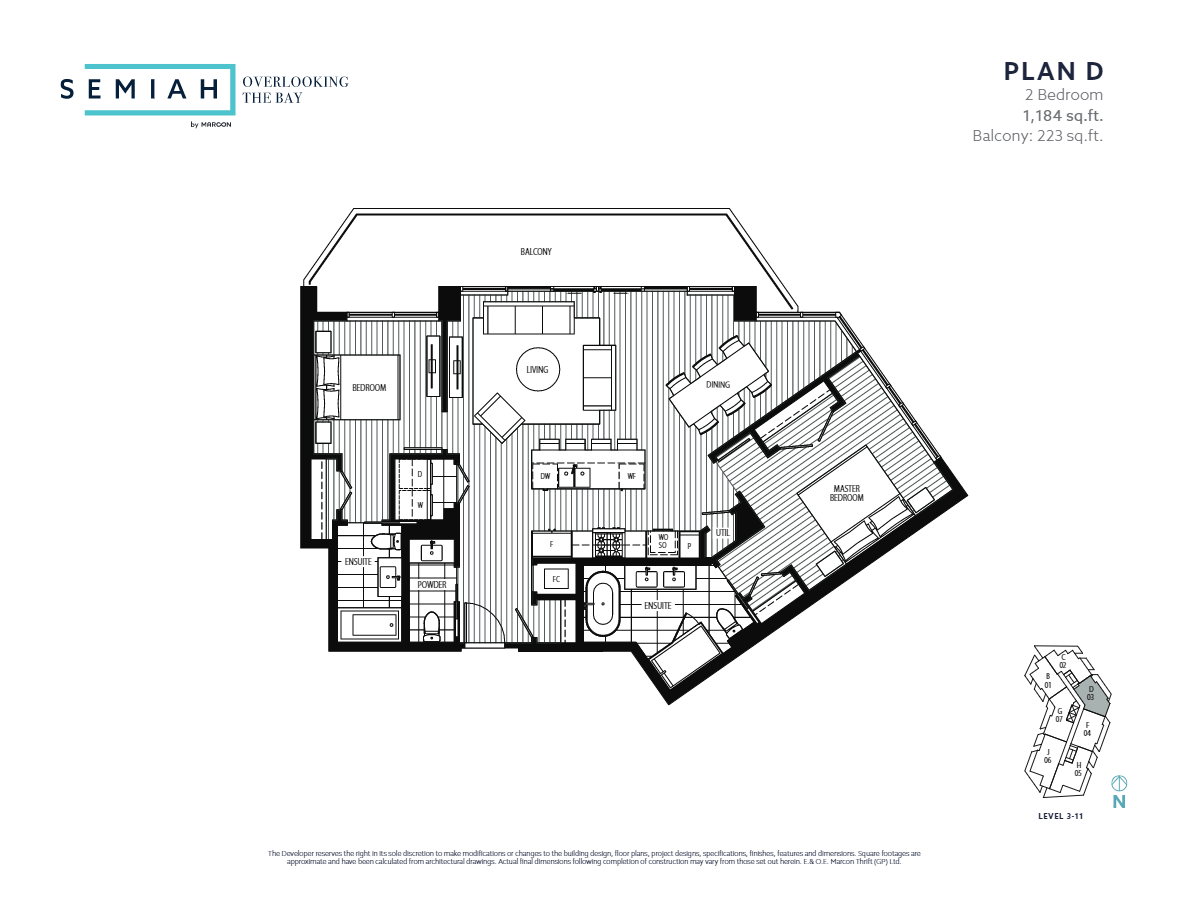 SEMIAH
OVERLOOKING
THE BAY
by MARCON
PLAN D
2 Bedroom
1,184 sq.ft.
Balcony: 223 sq.ft.
BALCONY
BEDROOM
LIVING
DINING
MASTER
BEDROOM
D
W
DW
WF
F
WO
SO
P
UTIL
ENSUITE
POWDER
FC
ENSUITE
C
02
B
01
D
03
G
07
F
04
J
06
H
05
N
LEVEL 3-11
The Developer reserves the right in its sole discretion to make modifications or changes to the building design, floor plans, project designs, specifications, finishes, features and dimensions. Square footages are
approximate and have been calculated from architectural drawings. Actual final dimensions following completion of construction may vary from those set out herein. E.& O.E. Marcon Thrift (GP) Ltd.